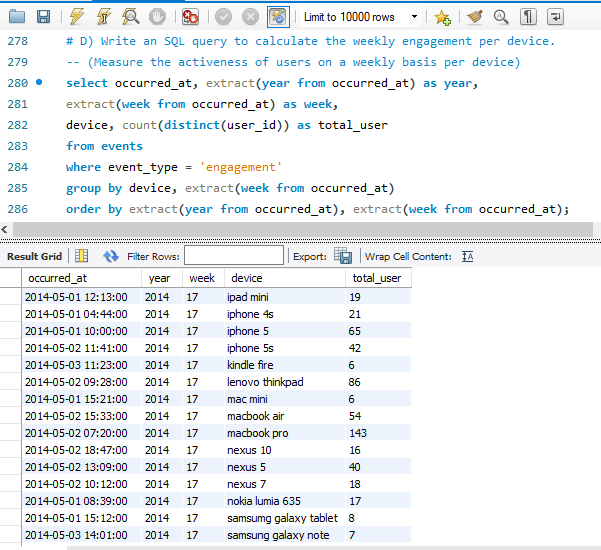 Limit to 10000 rows
278 # D) Write an SQL query to calculate the weekly engagement per device.
279 -- (Measure the activeness of users on a weekly basis per device)
280 select occurred_at, extract(year from occurred_at) as year,
281 extract(week from occurred_at) as week,
282 device, count(distinct(user_id)) as total_user
283 from events
284 where event_type = 'engagement'
285 group by device, extract(week from occurred_at)
286 order by extract(year from occurred_at), extract(week from occurred_at);
Result Grid Filter Rows: Export: Wrap Cell Content:
occurred_at year week device total_user
2014-05-01 12:13:00 2014 17 ipad mini 19
2014-05-01 04:44:00 2014 17 iphone 4s 21
2014-05-01 10:00:00 2014 17 iphone 5 65
2014-05-02 11:41:00 2014 17 iphone 5s 42
2014-05-03 11:23:00 2014 17 kindle fire 6
2014-05-02 09:28:00 2014 17 lenovo thinkpad 86
2014-05-01 15:21:00 2014 17 mac mini 6
2014-05-02 15:33:00 2014 17 macbook air 54
2014-05-02 07:20:00 2014 17 macbook pro 143
2014-05-02 18:47:00 2014 17 nexus 10 16
2014-05-02 13:09:00 2014 17 nexus 5 40
2014-05-02 10:12:00 2014 17 nexus 7 18
2014-05-01 08:39:00 2014 17 nokia lumia 635 17
2014-05-01 15:12:00 2014 17 samsumg galaxy tablet 8
2014-05-03 14:01:00 2014 17 samsung galaxy note 7